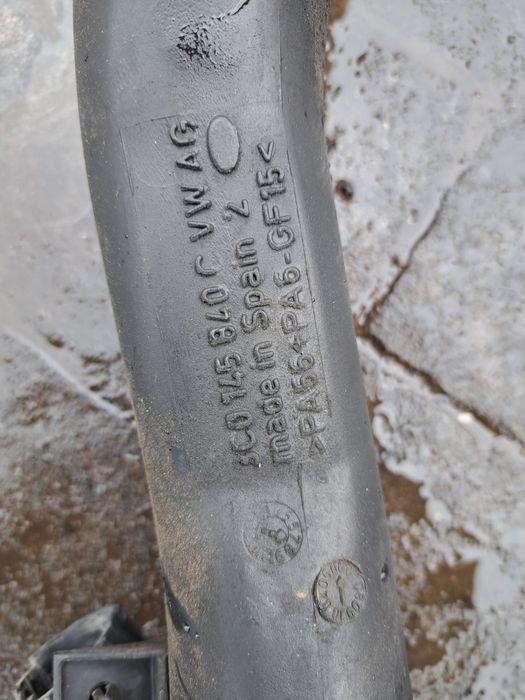 3C0 145 840 C VW AG
made in Spain 2
>PA66+PA6-GF15<